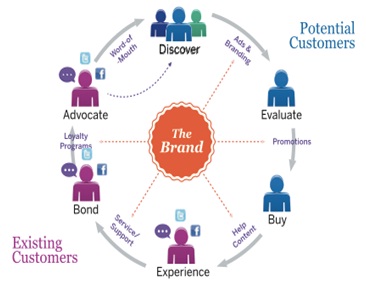 Potential
Customers
Discover
Word-of
-Mouth
Ads &
Branding
Advocate
Evaluate
The
Brand
Loyalty
Programs
Promotions
Bond
Buy
Service/
Support
Help
Content
Existing
Customers
Experience